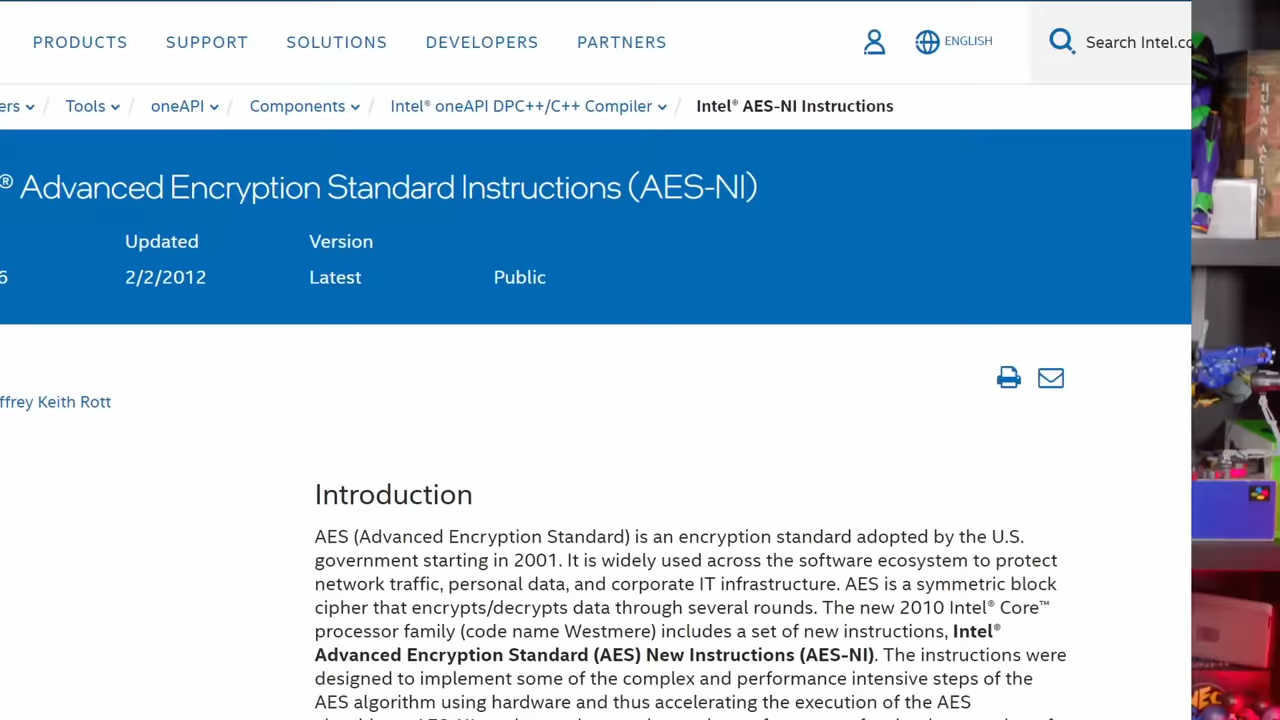 PRODUCTS SUPPORT SOLUTIONS DEVELOPERS PARTNERS ENGLISH Search Intel.co
ers / Tools / oneAPI / Components / Intel® oneAPI DPC++/C++ Compiler / Intel® AES-NI Instructions
® Advanced Encryption Standard Instructions (AES-NI)
Updated Version
6 2/2/2012 Latest Public
ffrey Keith Rott
Introduction
AES (Advanced Encryption Standard) is an encryption standard adopted by the U.S.
government starting in 2001. It is widely used across the software ecosystem to protect
network traffic, personal data, and corporate IT infrastructure. AES is a symmetric block
cipher that encrypts/decrypts data through several rounds. The new 2010 Intel® Core™
processor family (code name Westmere) includes a set of new instructions, Intel®
Advanced Encryption Standard (AES) New Instructions (AES-NI). The instructions were
designed to implement some of the complex and performance intensive steps of the
AES algorithm using hardware and thus accelerating the execution of the AES
HUMAN ACTION
NEC